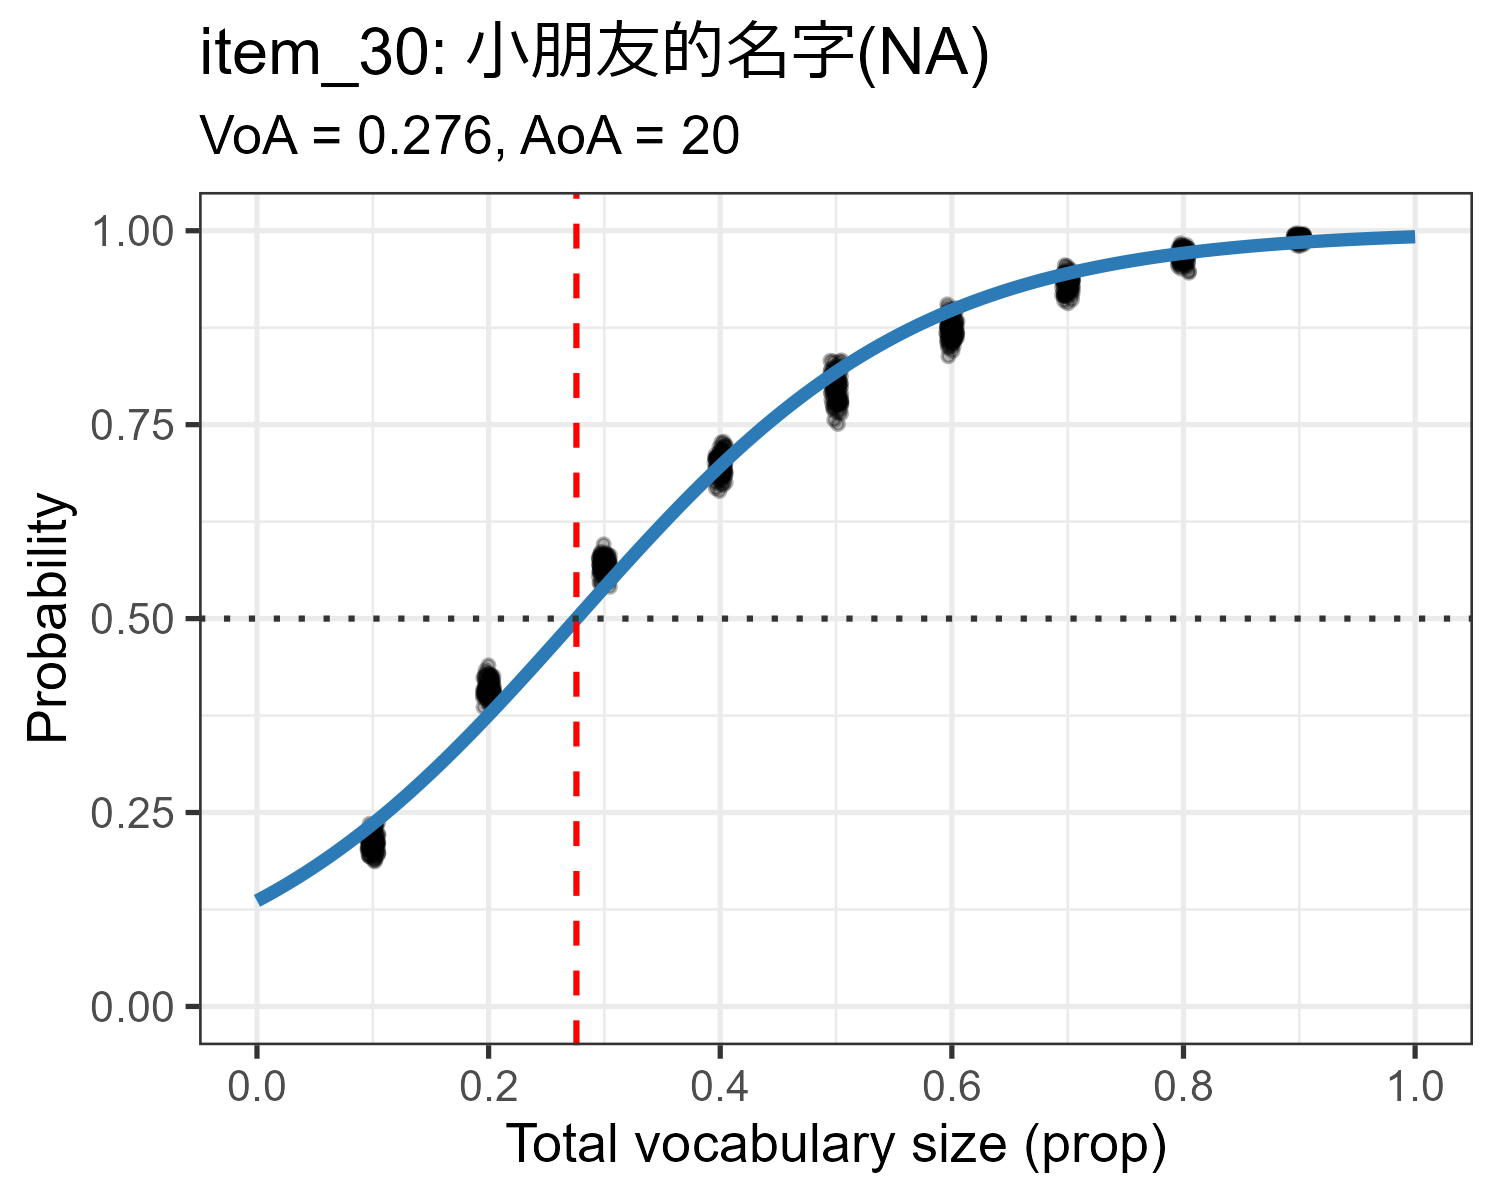 item_30: 小朋友的名字(NA)
VoA = 0.276, AoA = 20
1.00
0.75
0.50
0.25
0.00
Probability
0.0 0.2 0.4 0.6 0.8 1.0
Total vocabulary size (prop)